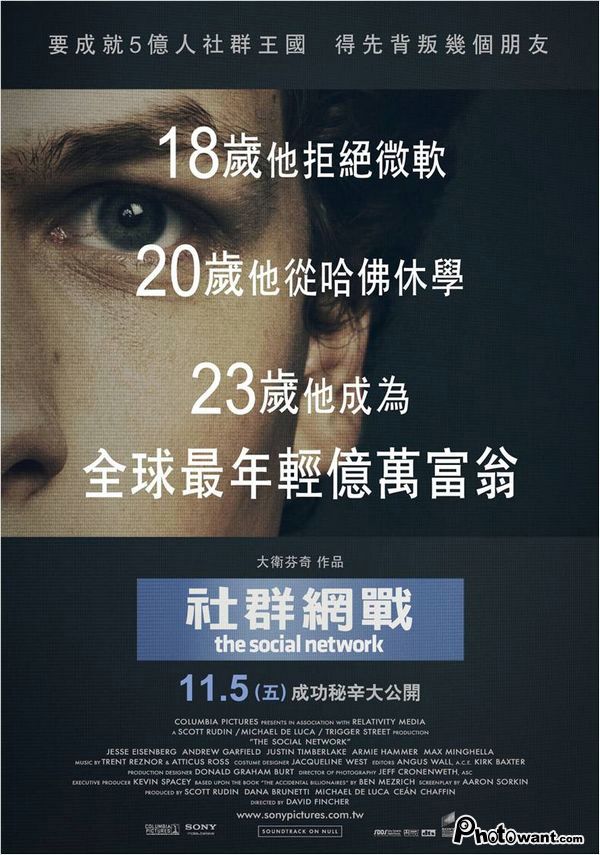 要成就5億人社群王國 得先背叛幾個朋友
18歲他拒絕微軟
20歲他從哈佛休學
23歲他成為
全球最年輕億萬富翁
大衛芬奇 作品
社群網戰
the social network
11.5(五)成功秘辛大公開
COLUMBIA PICTURES PRESENTS IN ASSOCIATION WITH RELATIVITY MEDIA
A SCOTT RUDIN / MICHAEL DE LUCA / TRIGGER STREET PRODUCTION
"THE SOCIAL NETWORK"
JESSE EISENBERG ANDREW GARFIELD JUSTIN TIMBERLAKE ARMIE HAMMER MAX MINGHELLA
MUSIC BY TRENT REZNOR & ATTICUS ROSS COSTUME DESIGNER JACQUELINE WEST EDITORS ANGUS WALL, A.C.E. KIRK BAXTER
PRODUCTION DESIGNER DONALD GRAHAM BURT DIRECTOR OF PHOTOGRAPHY JEFF CRONENWETH, ASC
EXECUTIVE PRODUCER KEVIN SPACEY BASED UPON THE BOOK "THE ACCIDENTAL BILLIONAIRES" BY BEN MEZRICH SCREENPLAY BY AARON SORKIN
PRODUCED BY SCOTT RUDIN DANA BRUNETTI MICHAEL DE LUCA CEÁN CHAFFIN
DIRECTED BY DAVID FINCHER
www.sonypictures.com.tw
COLUMBIA PICTURES SONY SOUNDTRACK ON NULL SDDS
Photowant.com